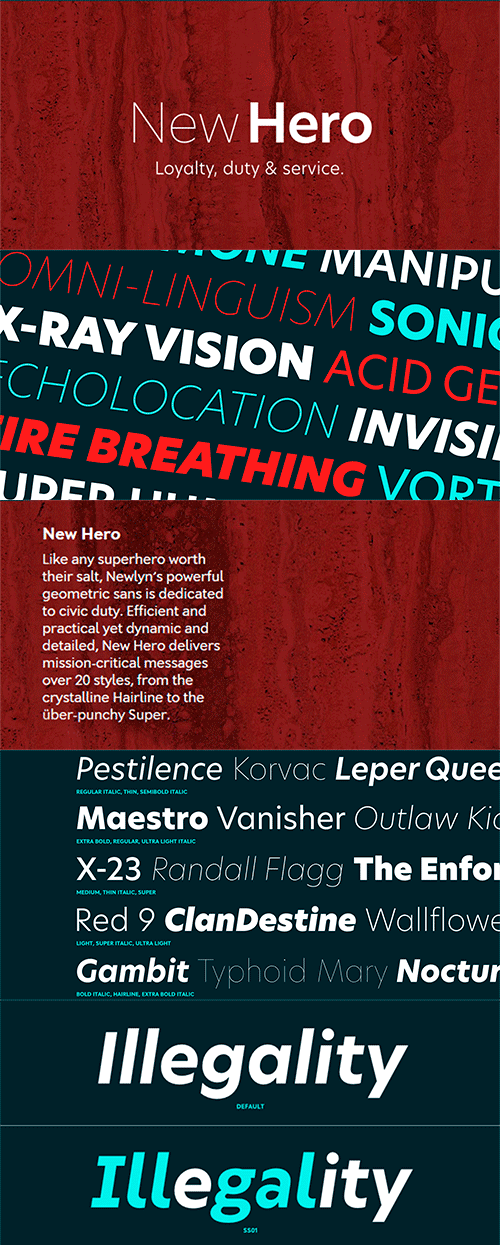 New Hero
Loyalty, duty & service.
MONE MANIPU
OMNI-LINGUISM SONIC
X-RAY VISION ACID GE
ECHOLOCATION INVISIB
FIRE BREATHING VORT
SUPER
New Hero
Like any superhero worth
their salt, Newlyn's powerful
geometric sans is dedicated
to civic duty. Efficient and
practical yet dynamic and
detailed, New Hero delivers
mission-critical messages
over 20 styles, from the
crystalline Hairline to the
über-punchy Super.
Pestilence Korvac Leper Quee
REGULAR ITALIC, THIN, SEMIBOLD ITALIC
Maestro Vanisher Outlaw Kid
EXTRA BOLD, REGULAR, ULTRA LIGHT ITALIC
X-23 Randall Flagg The Enfor
MEDIUM, THIN ITALIC, SUPER
Red 9 ClanDestine Wallflowe
LIGHT, SUPER ITALIC, ULTRA LIGHT
Gambit Typhoid Mary Noctur
BOLD ITALIC, HAIRLINE, EXTRA BOLD ITALIC
Illegality
DEFAULT
Illegality
SS01